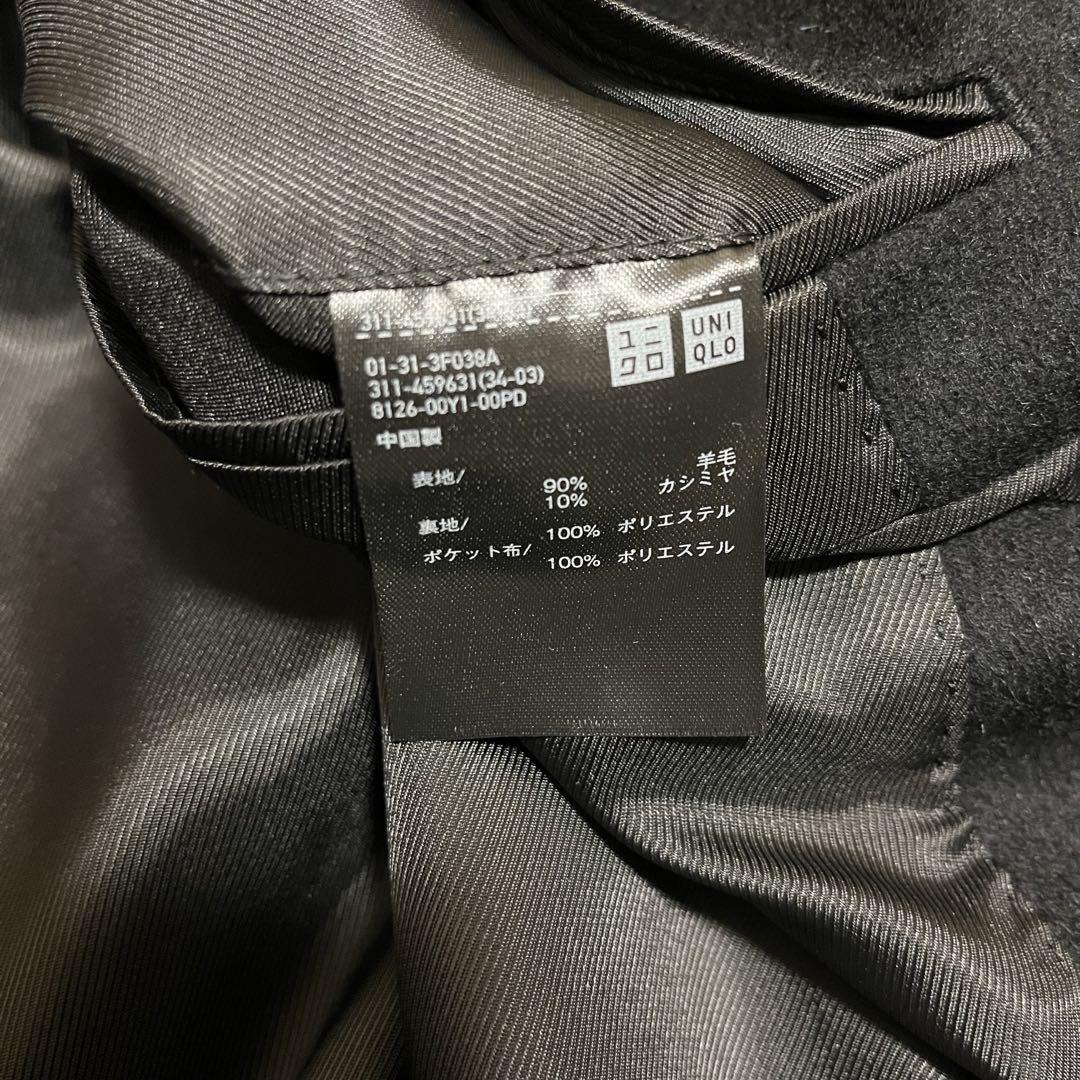 ユニ
クロ
UNI
QLO
01-31-3F038A
311-459631(34-03)
8126-00Y1-00PD
中国製
表地/ 羊毛
90% カシミヤ
10%
裏地/ 100% ポリエステル
ポケット布/ 100% ポリエステル